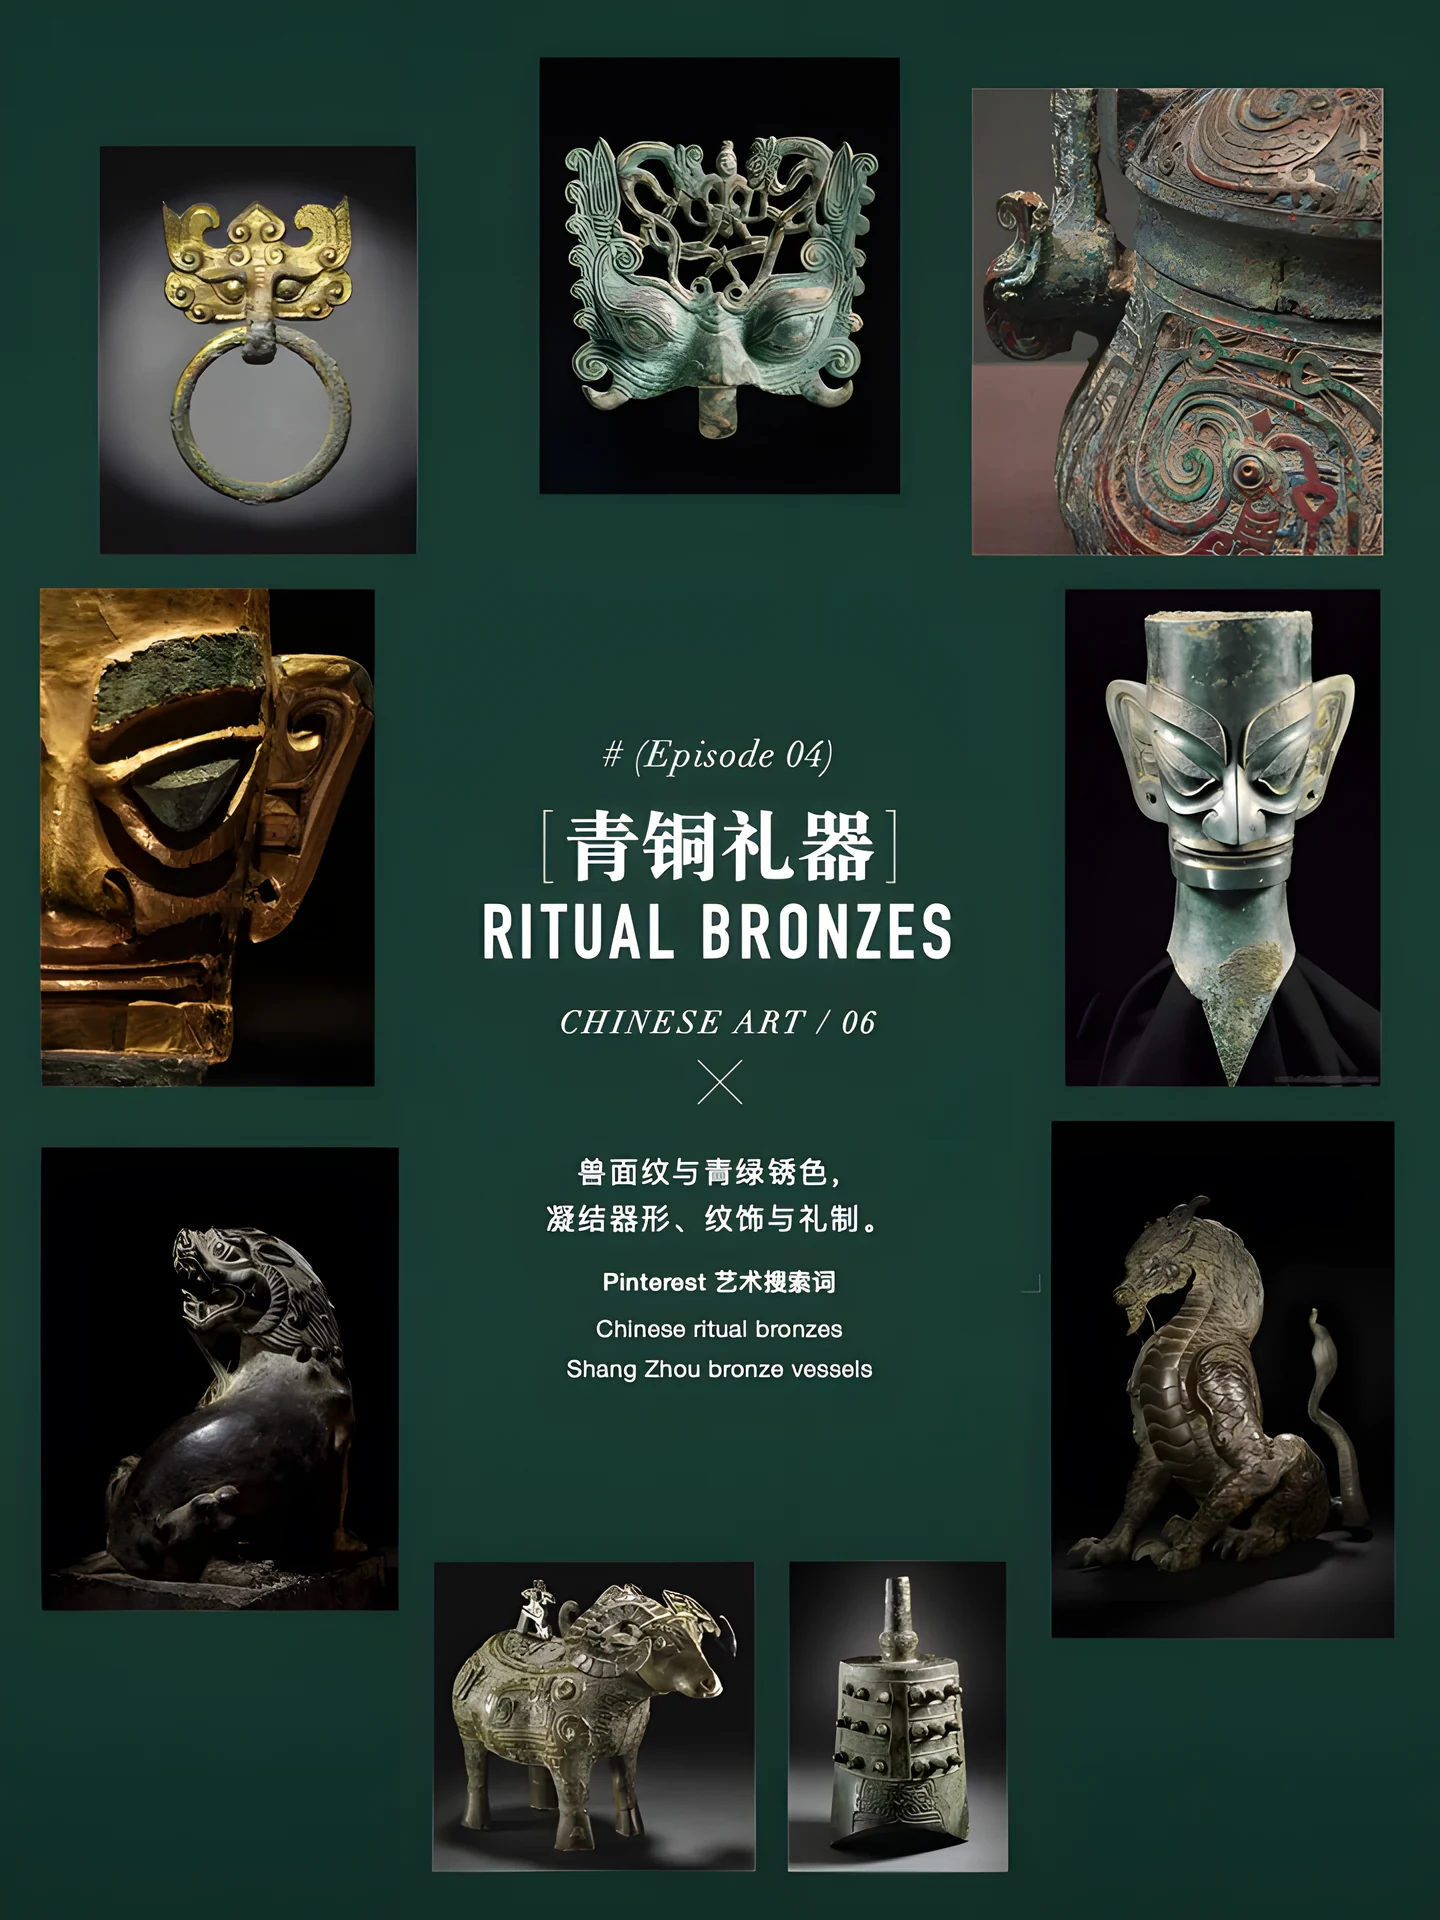 # (Episode 04)
[青铜礼器]
RITUAL BRONZES
CHINESE ART / 06
兽面纹与青绿锈色，
凝结器形、纹饰与礼制。
Pinterest 艺术搜索词
Chinese ritual bronzes
Shang Zhou bronze vessels